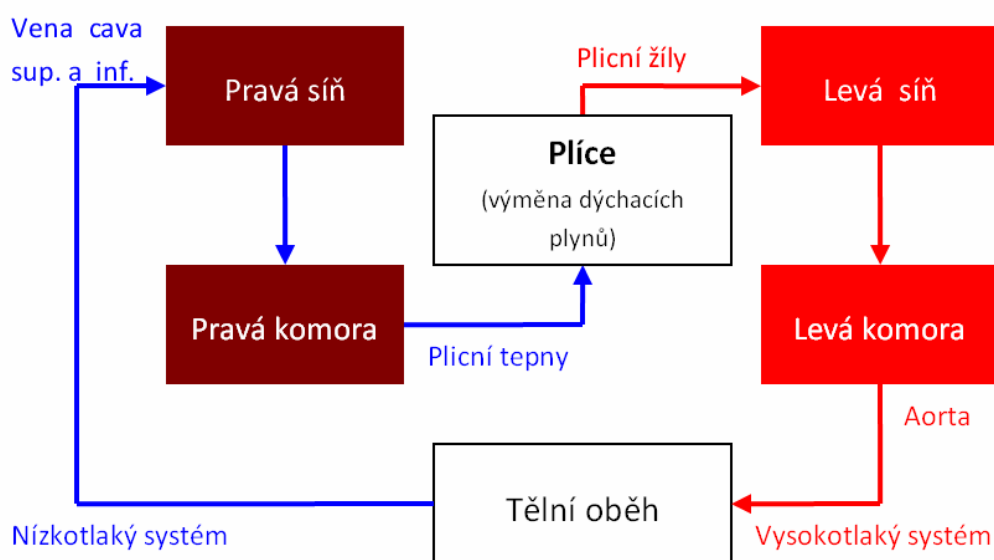 Vena cava
sup. a inf.
Pravá síň
Plicní žíly
Levá síň
Plíce
(výměna dýchacích
plynů)
Pravá komora
Plicní tepny
Levá komora
Aorta
Tělní oběh
Nízkotlaký systém
Vysokotlaký systém